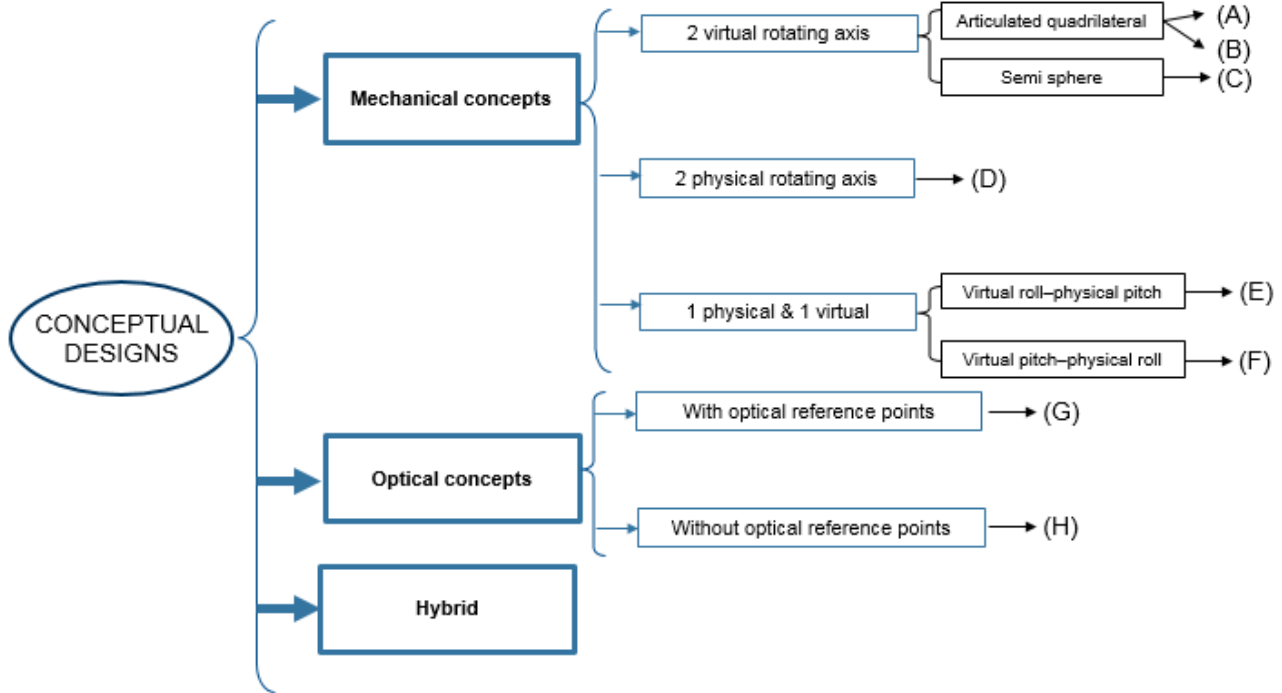 CONCEPTUAL
DESIGNS
Mechanical concepts
2 virtual rotating axis
Articulated quadrilateral
(A)
(B)
Semi sphere
(C)
2 physical rotating axis
(D)
1 physical & 1 virtual
Virtual roll–physical pitch
(E)
Virtual pitch–physical roll
(F)
Optical concepts
With optical reference points
(G)
Without optical reference points
(H)
Hybrid